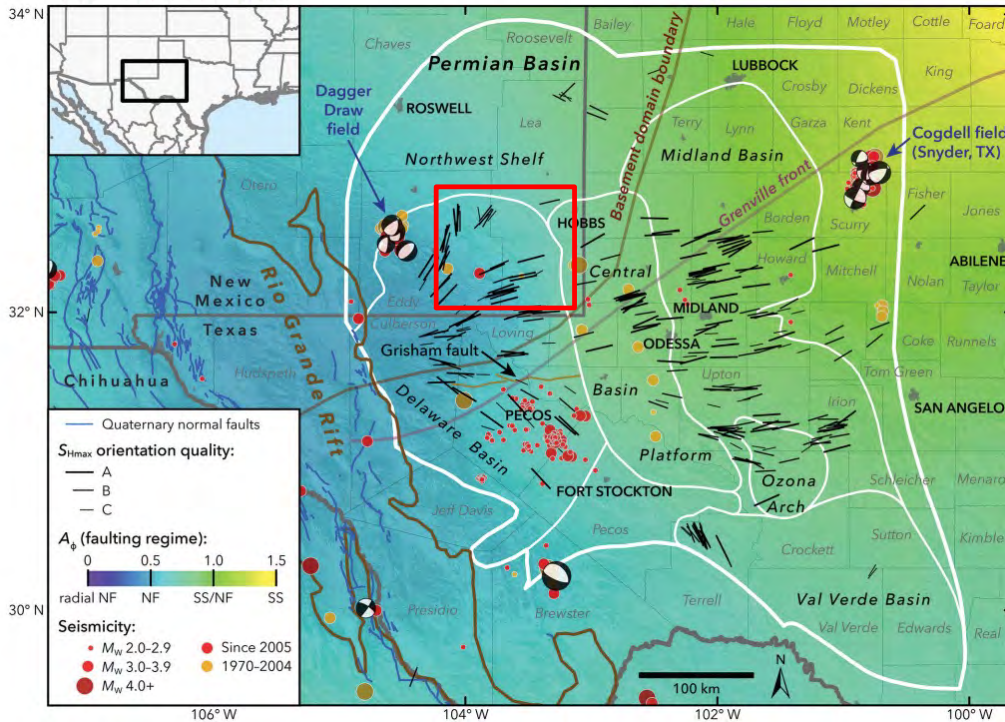 34° N
32° N
30° N
106°W
104°W
102°W
100°W
Bailey
Hale
Floyd
Motley
Cottle
Foard
Chaves
Roosevelt
Permian Basin
LUBBOCK
King
Dagger
Draw
field
ROSWELL
Crosby
Dickens
Lea
Terry
Lynn
Garza
Kent
Cogdell field
(Snyder, TX)
Northwest Shelf
Midland Basin
Basement domain boundary
Grenville front
Otero
Fisher
HOBBS
Borden
Scurry
Jones
Central
Howard
Mitchell
ABILENE
Nolan
Taylor
New
Mexico
Eddy
MIDLAND
Texas
Culberson
Loving
Rio Grande Rift
ODESSA
Coke
Runnels
Grisham fault
Hudspeth
Tom Green
Chihuahua
Upton
Basin
Irion
SAN ANGELO
PECOS
Delaware Basin
Platform
Ozona
Arch
Schleicher
Menard
FORT STOCKTON
Jeff Davis
Pecos
Sutton
Crockett
Kimble
Presidio
Brewster
Terrell
Val Verde Basin
Val Verde
Edwards
Real
N
100 km
Quaternary normal faults
SHmax orientation quality:
A
B
C
Aϕ (faulting regime):
0 0.5 1.0 1.5
radial NF NF SS/NF SS
Seismicity:
Mw 2.0-2.9
Since 2005
Mw 3.0-3.9
1970-2004
Mw 4.0+